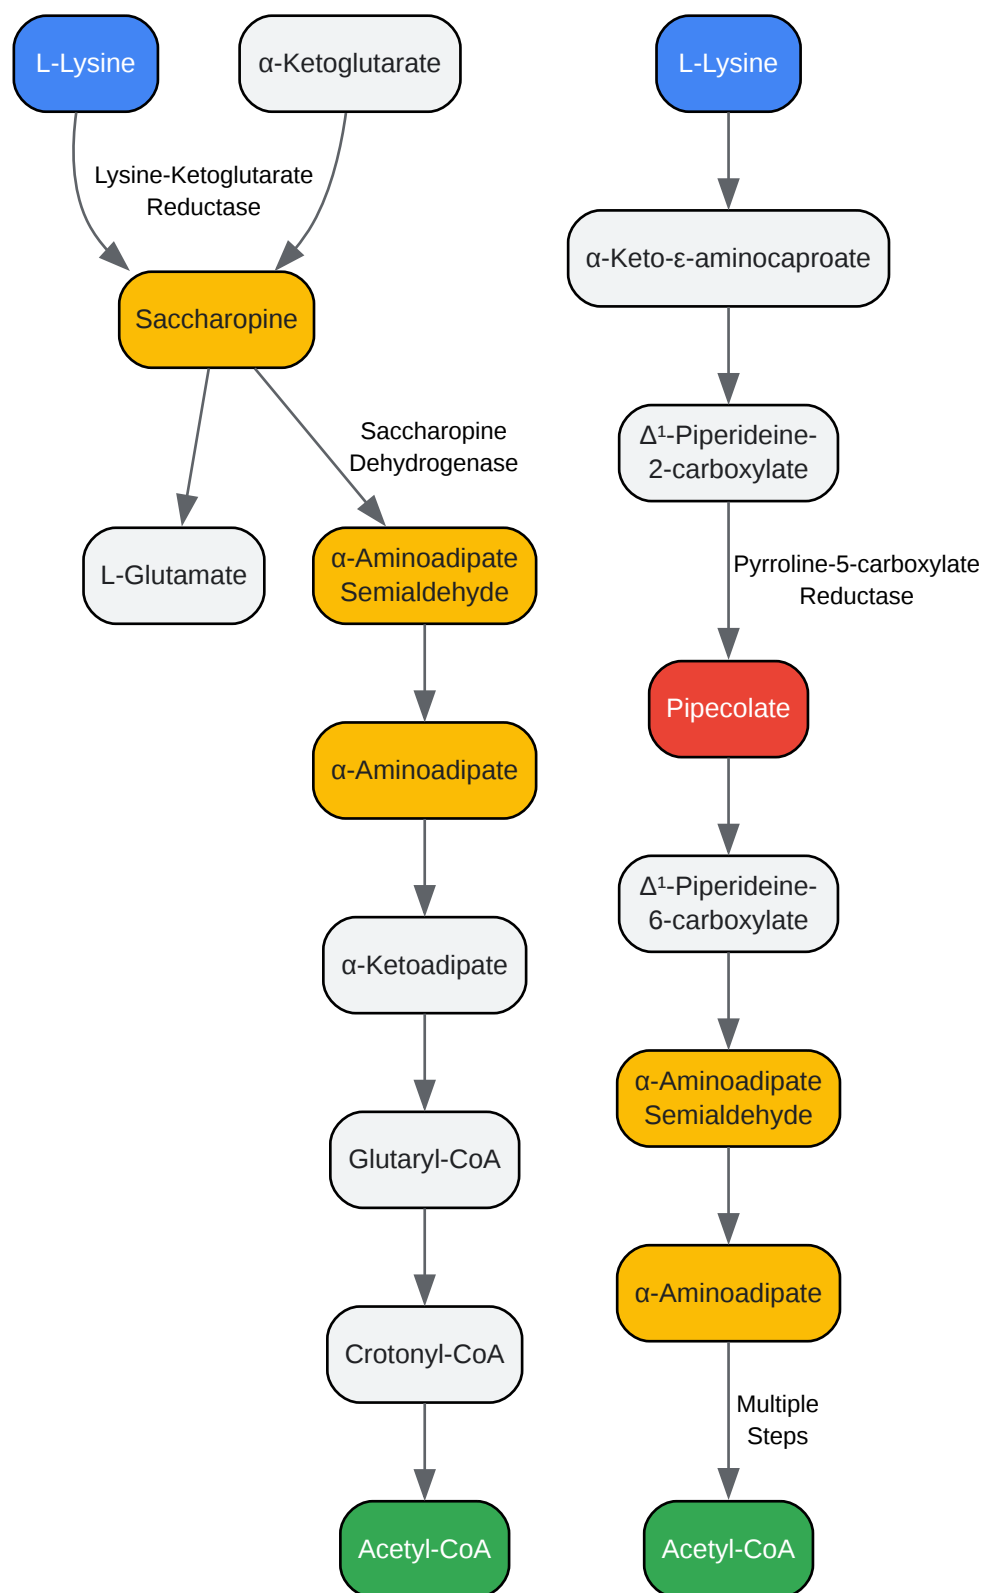 L-Lysine
α-Ketoglutarate
Lysine-Ketoglutarate
Reductase
Saccharopine
Saccharopine
Dehydrogenase
L-Glutamate
α-Aminoadipate
Semialdehyde
α-Aminoadipate
α-Ketoadipate
Glutaryl-CoA
Crotonyl-CoA
Acetyl-CoA
L-Lysine
α-Keto-ε-aminocaproate
Δ¹-Piperideine-
2-carboxylate
Pyrroline-5-carboxylate
Reductase
Pipecolate
Δ¹-Piperideine-
6-carboxylate
α-Aminoadipate
Semialdehyde
α-Aminoadipate
Multiple
Steps
Acetyl-CoA